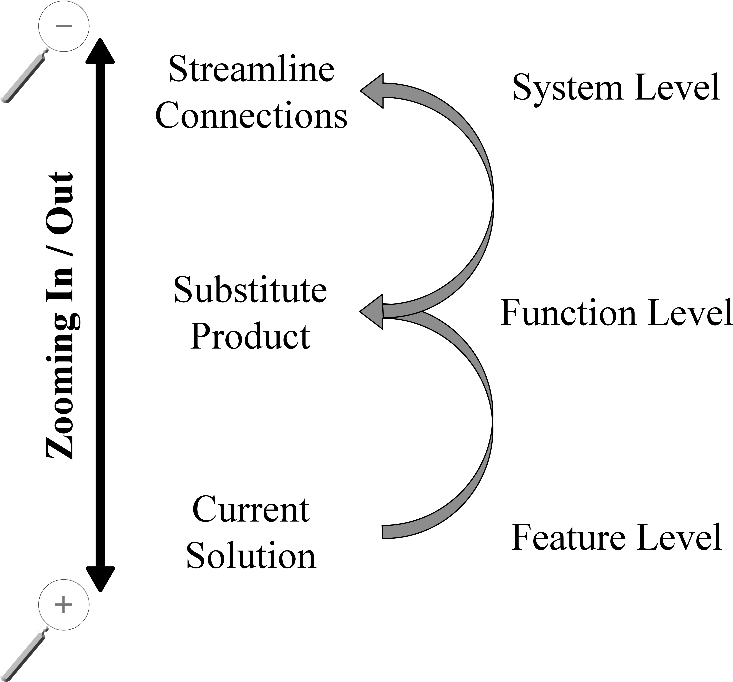 Streamline
Connections
System Level
Zooming In / Out
Substitute
Product
Function Level
Current
Solution
Feature Level